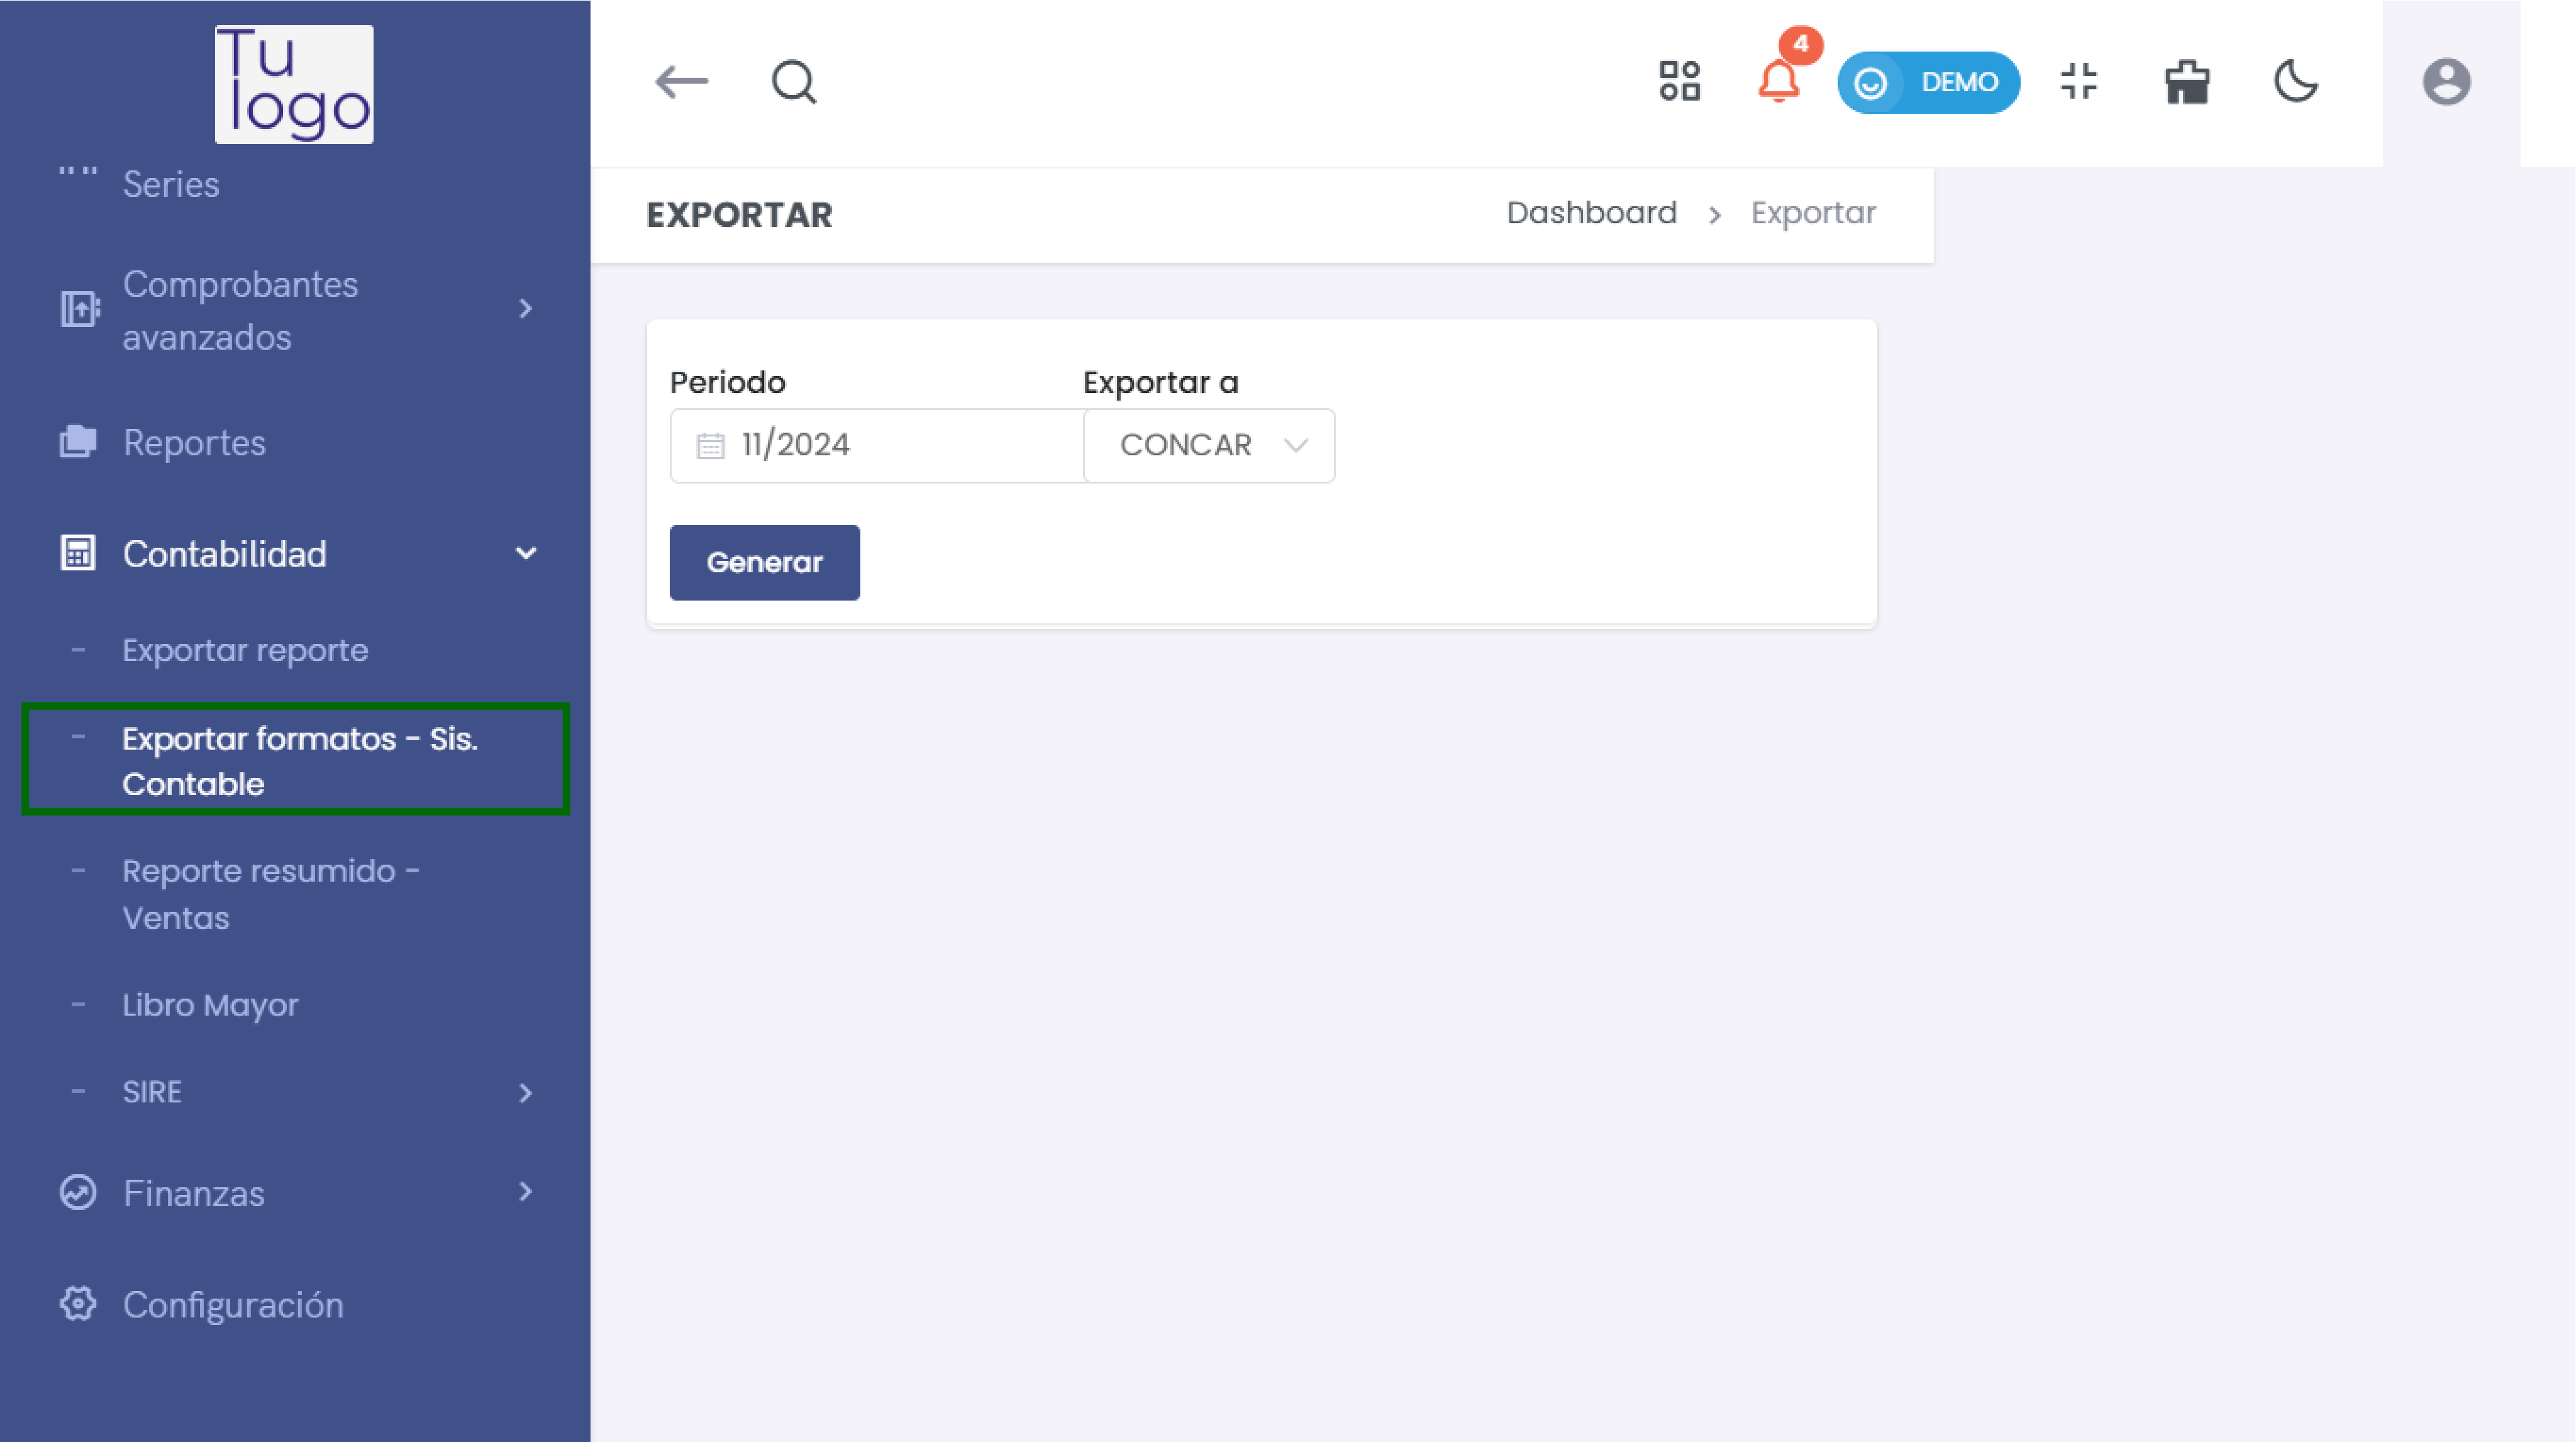 Tu
logo
Series
Comprobantes
avanzados
Reportes
Contabilidad
- Exportar reporte
- Exportar formatos - Sis.
Contable
- Reporte resumido -
Ventas
- Libro Mayor
- SIRE
Finanzas
Configuración
4
DEMO
EXPORTAR
Dashboard > Exportar
Periodo Exportar a
11/2024 CONCAR
Generar